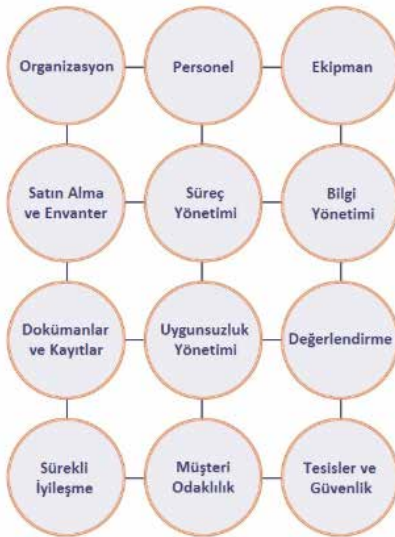 Organizasyon
Personel
Ekipman
Satın Alma
ve Envanter
Süreç
Yönetimi
Bilgi
Yönetimi
Dokümanlar
ve Kayıtlar
Uygunsuzluk
Yönetimi
Değerlendirme
Sürekli
İyileşme
Müşteri
Odaklılık
Tesisler ve
Güvenlik